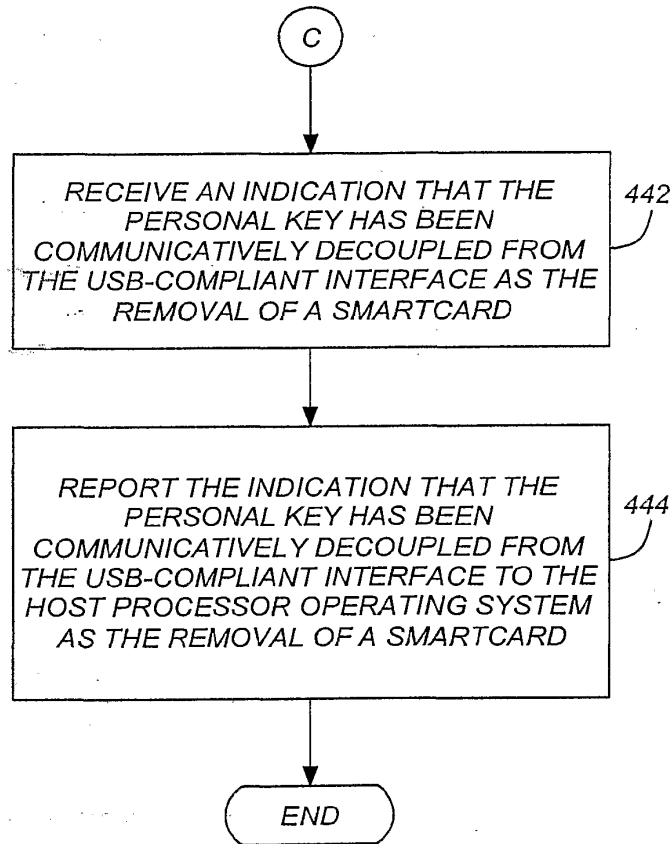 C
RECEIVE AN INDICATION THAT THE
PERSONAL KEY HAS BEEN
COMMUNICATIVELY DECOUPLED FROM
THE USB-COMPLIANT INTERFACE AS THE
REMOVAL OF A SMARTCARD
442
REPORT THE INDICATION THAT THE
PERSONAL KEY HAS BEEN
COMMUNICATIVELY DECOUPLED FROM
THE USB-COMPLIANT INTERFACE TO THE
HOST PROCESSOR OPERATING SYSTEM
AS THE REMOVAL OF A SMARTCARD
444
END